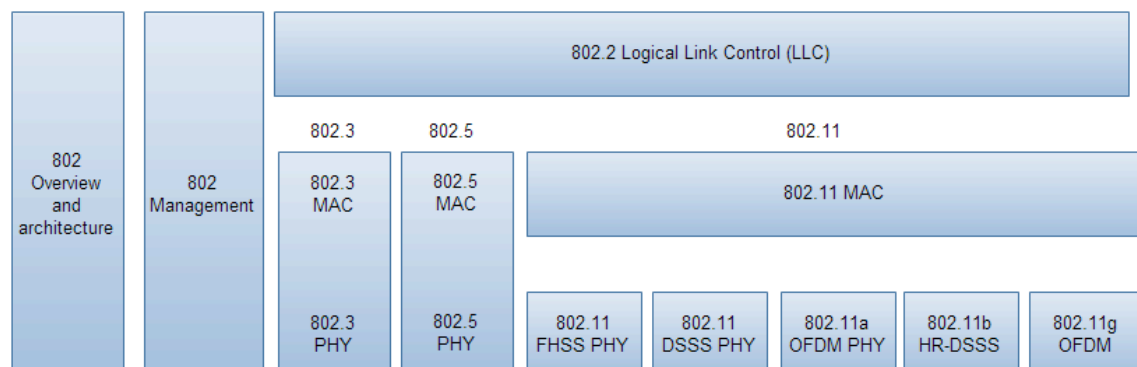 802
Overview
and
architecture
802
Management
802.2 Logical Link Control (LLC)
802.3
802.5
802.11
802.3
MAC
802.5
MAC
802.11 MAC
802.3
PHY
802.5
PHY
802.11
FHSS PHY
802.11
DSSS PHY
802.11a
OFDM PHY
802.11b
HR-DSSS
802.11g
OFDM